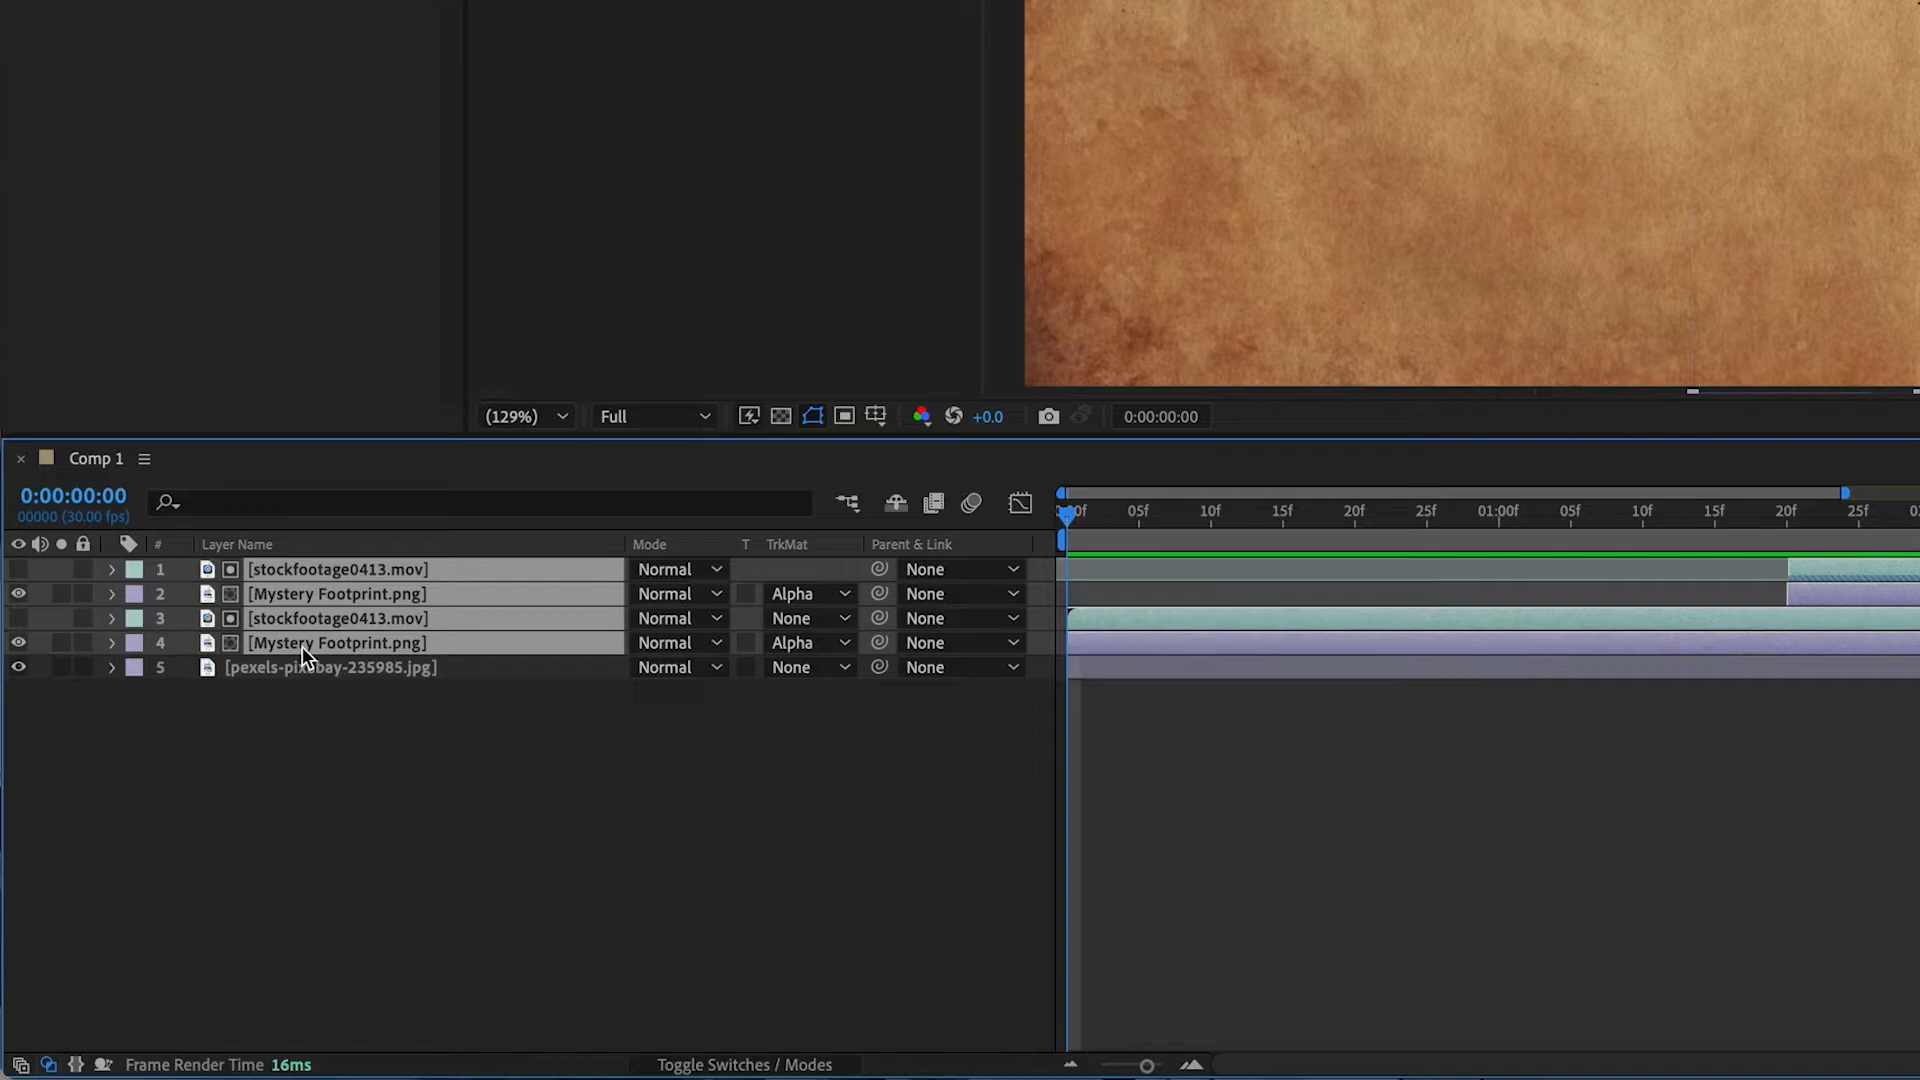 (129%) Full +0.0 0:00:00:00
Comp 1
0:00:00:00
00000 (30.00 fps)
05f 10f 15f 20f 25f 01:00f 05f 10f 15f 20f 25f
# Layer Name Mode T TrkMat Parent & Link
1 [stockfootage0413.mov] Normal None
2 [Mystery Footprint.png] Normal Alpha None
3 [stockfootage0413.mov] Normal None None
4 [Mystery Footprint.png] Normal Alpha None
5 [pexels-pixabay-235985.jpg] Normal None None
Frame Render Time 16ms Toggle Switches / Modes